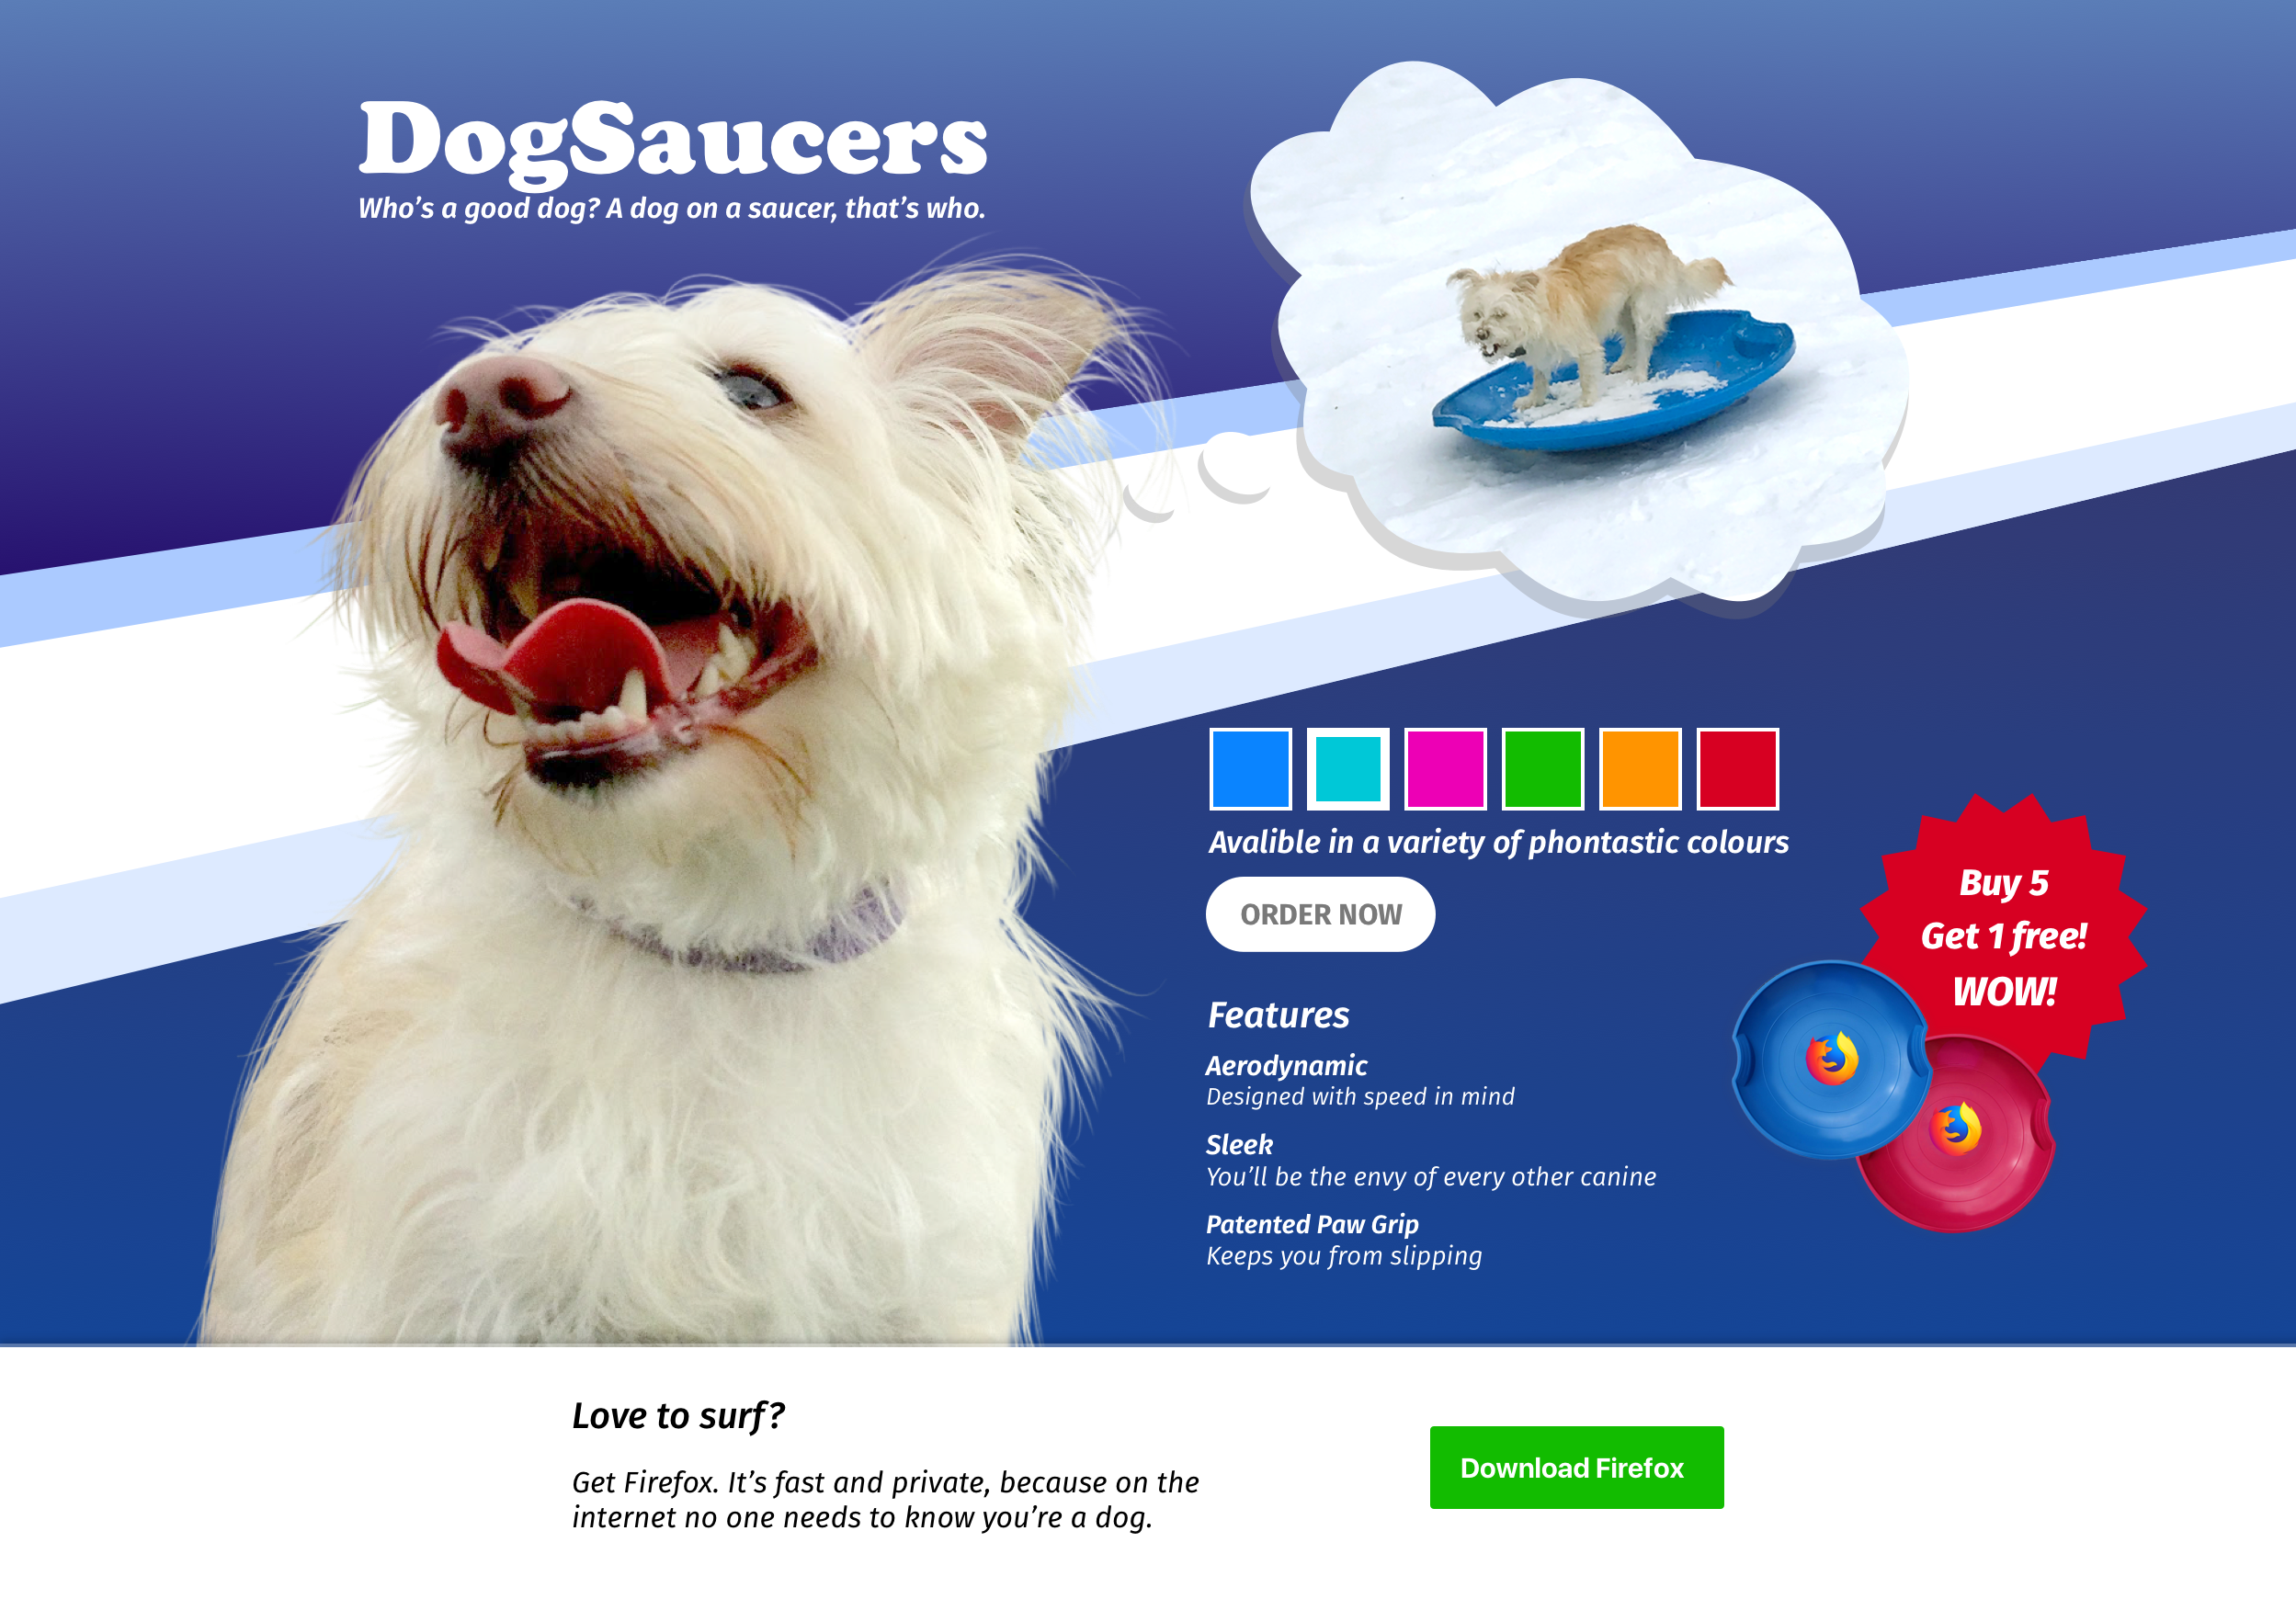 DogSaucers
Who’s a good dog? A dog on a saucer, that’s who.
Avalible in a variety of phontastic colours
ORDER NOW
Buy 5
Get 1 free!
WOW!
Features
Aerodynamic
Designed with speed in mind
Sleek
You’ll be the envy of every other canine
Patented Paw Grip
Keeps you from slipping
Love to surf?
Get Firefox. It’s fast and private, because on the
internet no one needs to know you’re a dog.
Download Firefox